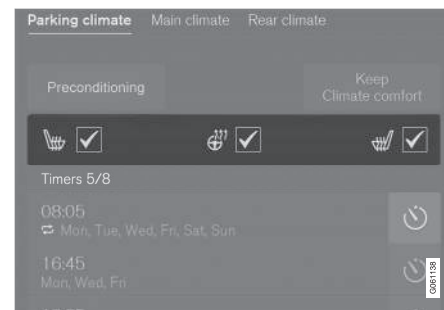 Parking climate Main climate Rear climate
Preconditioning
Keep
Climate comfort
Timers 5/8
08:05
Mon, Tue, Wed, Fri, Sat, Sun
16:45
Mon, Wed, Fri
G061138